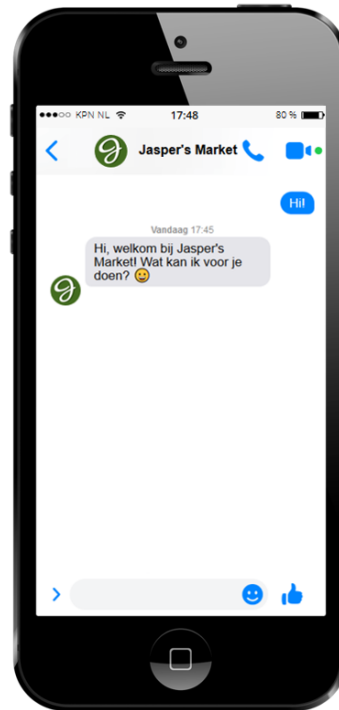 KPN NL 17:48 80 %
Jasper's Market
Hi!
Vandaag 17:45
Hi, welkom bij Jasper's
Market! Wat kan ik voor je
doen? 😀